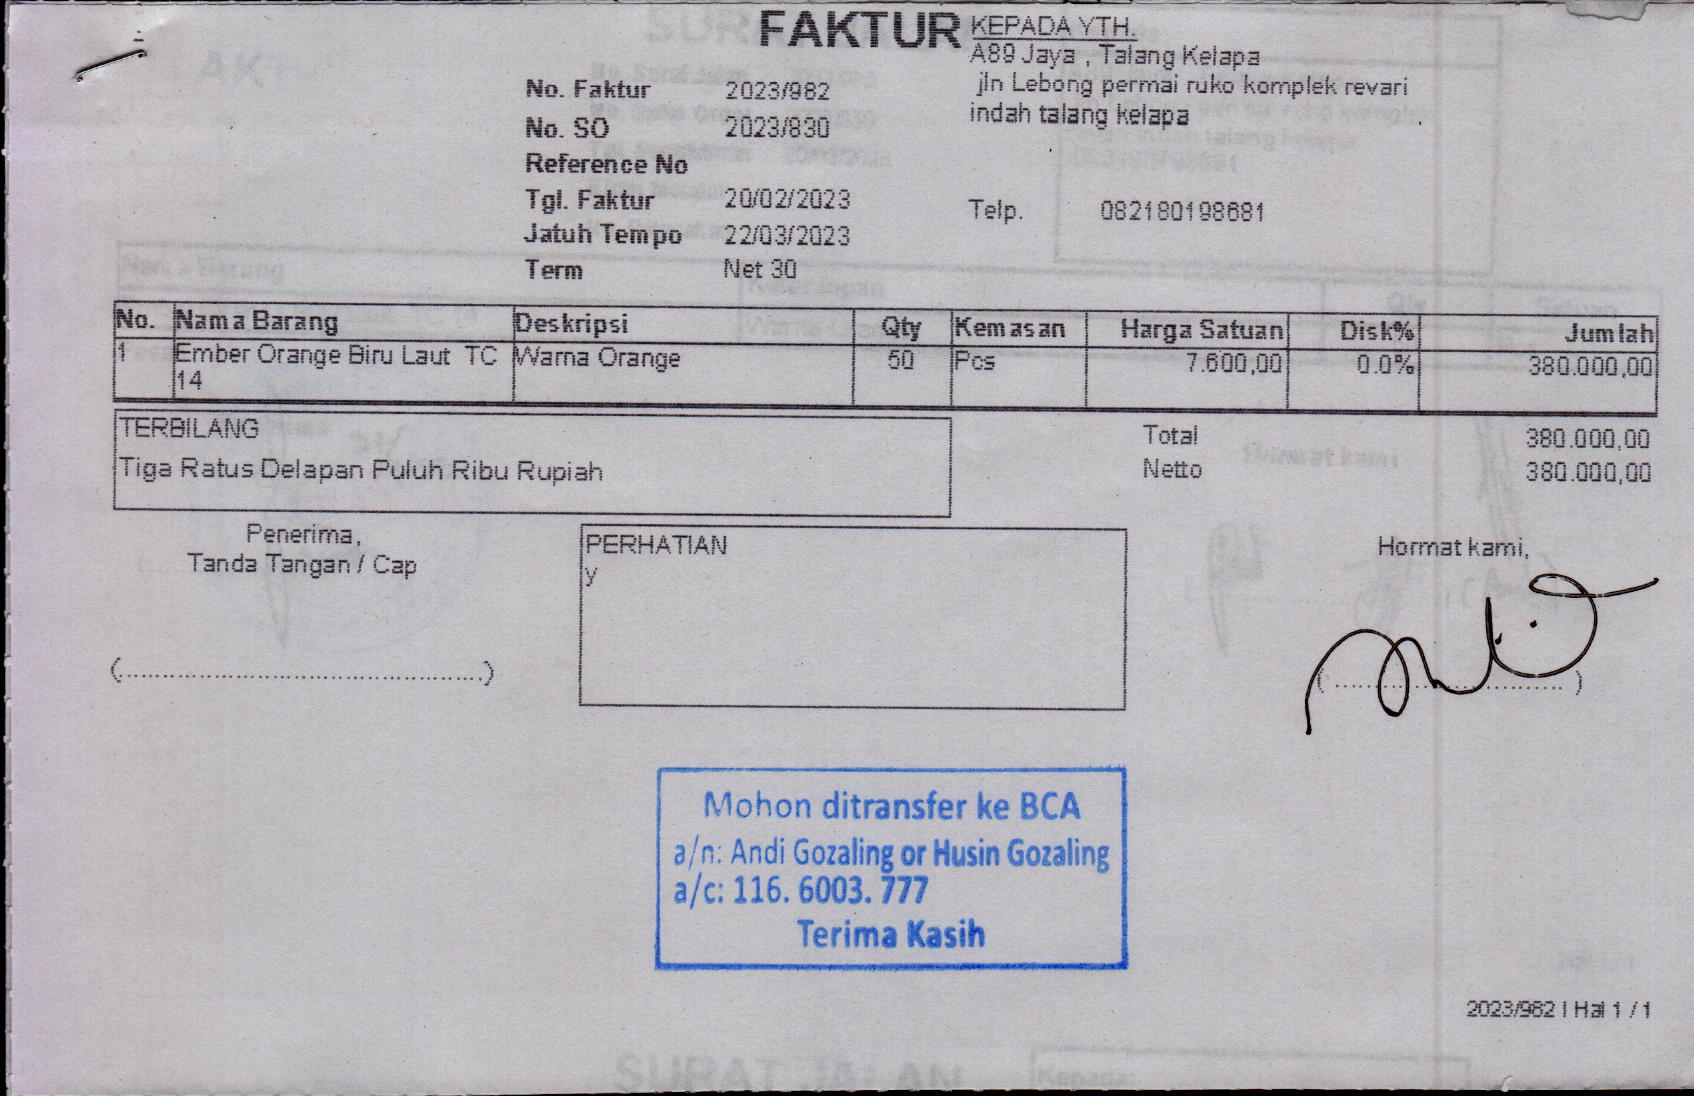 FAKTUR
KEPADA YTH.
A89 Jaya , Talang Kelapa
jln Lebong permai ruko komplek revari
indah talang kelapa
No. Faktur 2023/982
No. SO 2023/830
Reference No
Tgl. Faktur 20/02/2023
Jatuh Tempo 22/03/2023
Term Net 30
Telp. 082180198681
No. Nama Barang Deskripsi Qty Kemasan Harga Satuan Disk% Jumlah
1 Ember Orange Biru Laut TC Warna Orange 50 Pcs 7.600,00 0.0% 380.000,00
14
TERBILANG
Tiga Ratus Delapan Puluh Ribu Rupiah
Total 380.000,00
Netto 380.000,00
Penerima,
Tanda Tangan / Cap
(..................................................)
PERHATIAN
y
Hormat kami,
(................................)
Mohon ditransfer ke BCA
a/n: Andi Gozaling or Husin Gozaling
a/c: 116. 6003. 777
Terima Kasih
2023/982 | Hal 1 / 1
SURAT JALAN
Kepada: